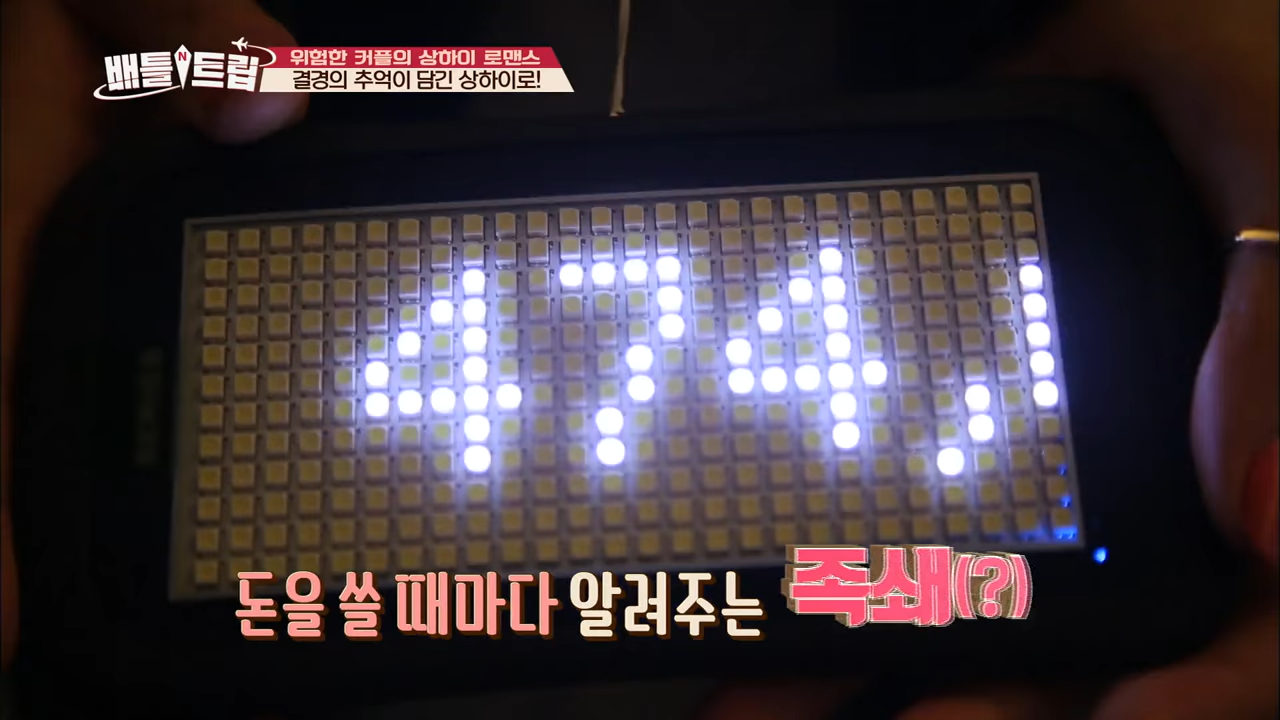 배틀트립
위험한 커플의 상하이 로맨스
결경의 추억이 담긴 상하이로!
474,
돈을 쓸 때마다 알려주는 족쇄(?)